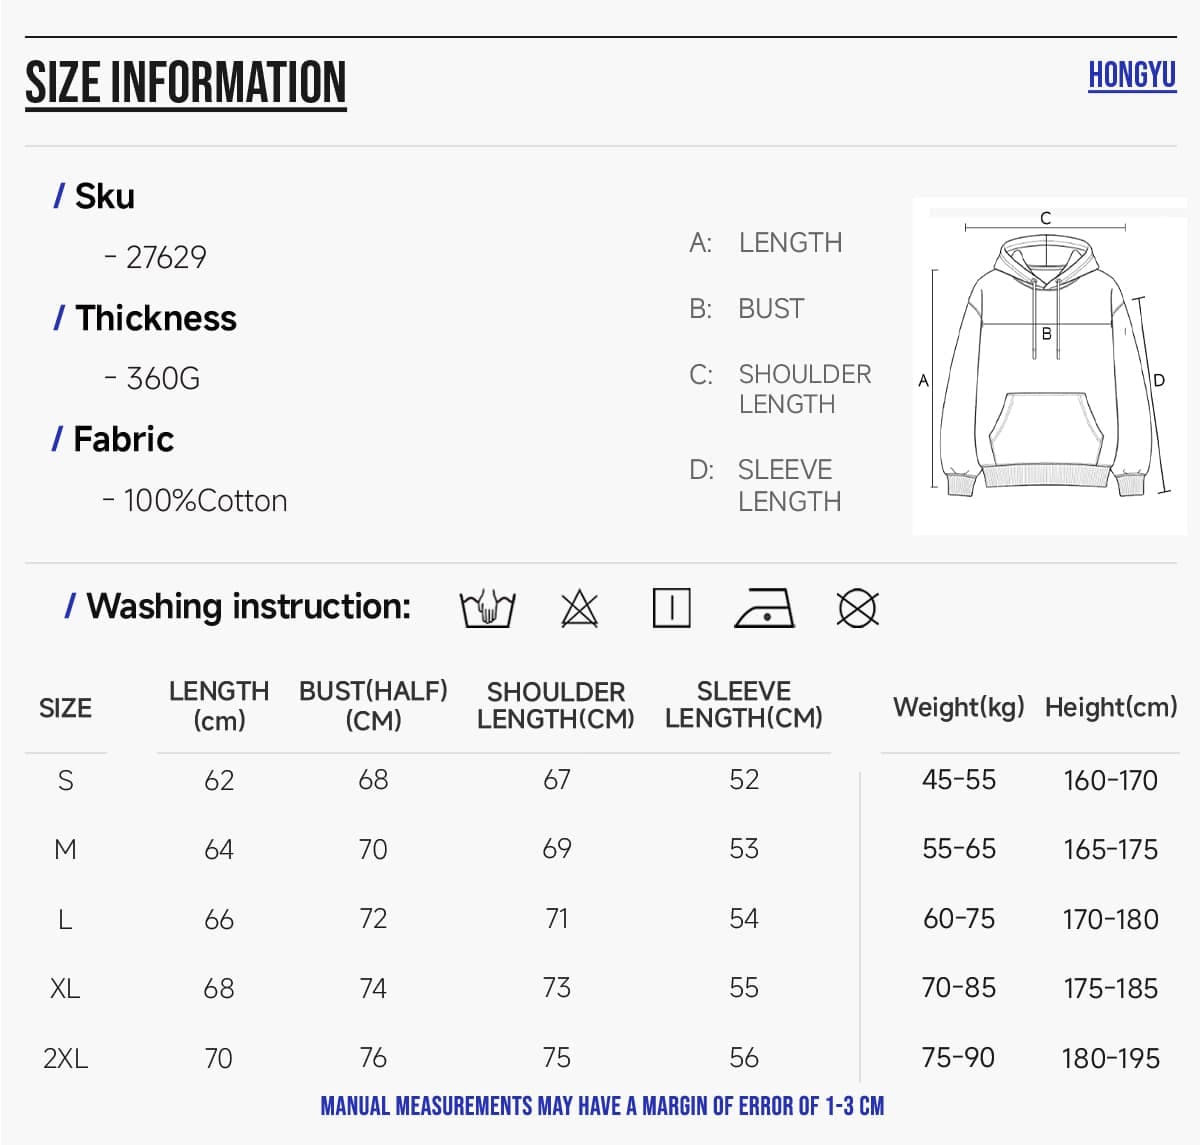 SIZE INFORMATION
HONGYU
/ Sku
- 27629
/ Thickness
- 360G
/ Fabric
- 100%Cotton
A: LENGTH
B: BUST
C: SHOULDER
LENGTH
D: SLEEVE
LENGTH
C
B
A
D
/ Washing instruction:
SIZE LENGTH (cm) BUST(HALF) (CM) SHOULDER LENGTH(CM) SLEEVE LENGTH(CM) Weight(kg) Height(cm)
S 62 68 67 52 45-55 160-170
M 64 70 69 53 55-65 165-175
L 66 72 71 54 60-75 170-180
XL 68 74 73 55 70-85 175-185
2XL 70 76 75 56 75-90 180-195
MANUAL MEASUREMENTS MAY HAVE A MARGIN OF ERROR OF 1-3 CM